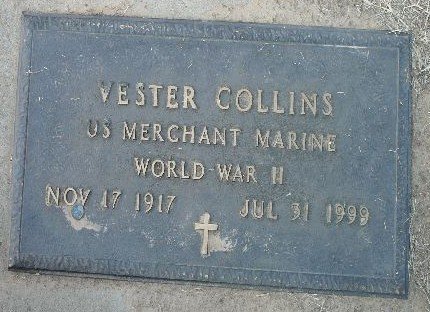 VESTER COLLINS
US MERCHANT MARINE
WORLD WAR II
NOV 17 1917 JUL 31 1999